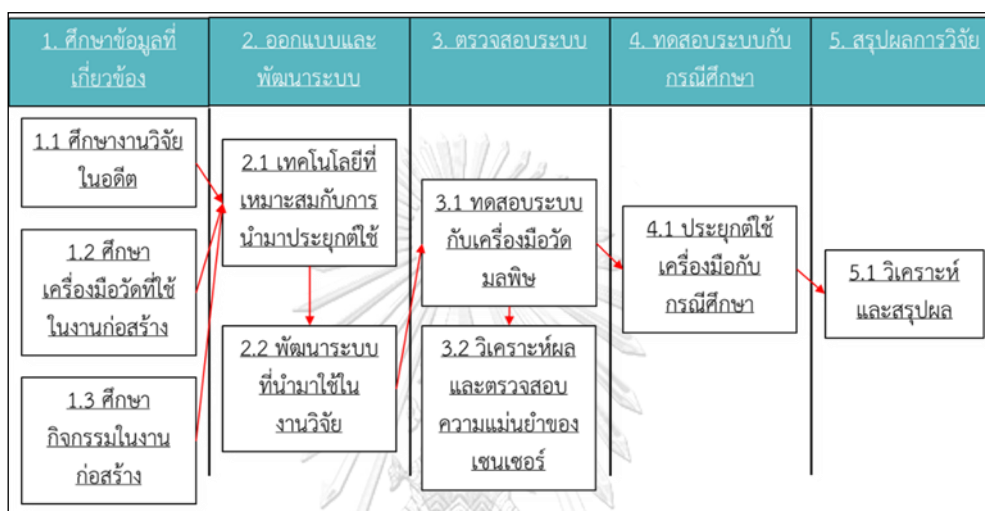 1. ศึกษาข้อมูลที่
เกี่ยวข้อง
2. ออกแบบและ
พัฒนาระบบ
3. ตรวจสอบระบบ
4. ทดสอบระบบกับ
กรณีศึกษา
5. สรุปผลการวิจัย
1.1 ศึกษางานวิจัย
ในอดีต
1.2 ศึกษา
เครื่องมือวัดที่ใช้
ในงานก่อสร้าง
1.3 ศึกษา
กิจกรรมในงาน
ก่อสร้าง
2.1 เทคโนโลยีที่
เหมาะสมกับการ
นำมาประยุกต์ใช้
2.2 พัฒนาระบบ
ที่นำมาใช้ใน
งานวิจัย
3.1 ทดสอบระบบ
กับเครื่องมือวัด
มลพิษ
3.2 วิเคราะห์ผล
และตรวจสอบ
ความแม่นยำของ
เซนเซอร์
4.1 ประยุกต์ใช้
เครื่องมือกับ
กรณีศึกษา
5.1 วิเคราะห์
และสรุปผล